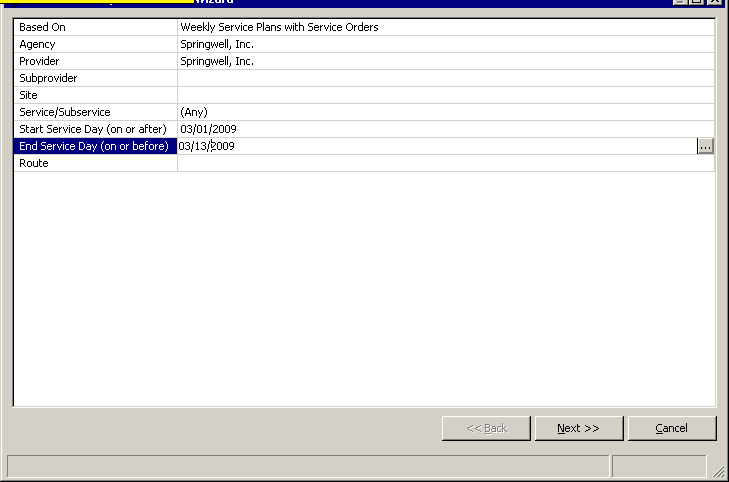 Wizard
Based On Weekly Service Plans with Service Orders
Agency Springwell, Inc.
Provider Springwell, Inc.
Subprovider
Site
Service/Subservice (Any)
Start Service Day (on or after) 03/01/2009
End Service Day (on or before) 03/13/2009 ...
Route
<< Back Next >> Cancel